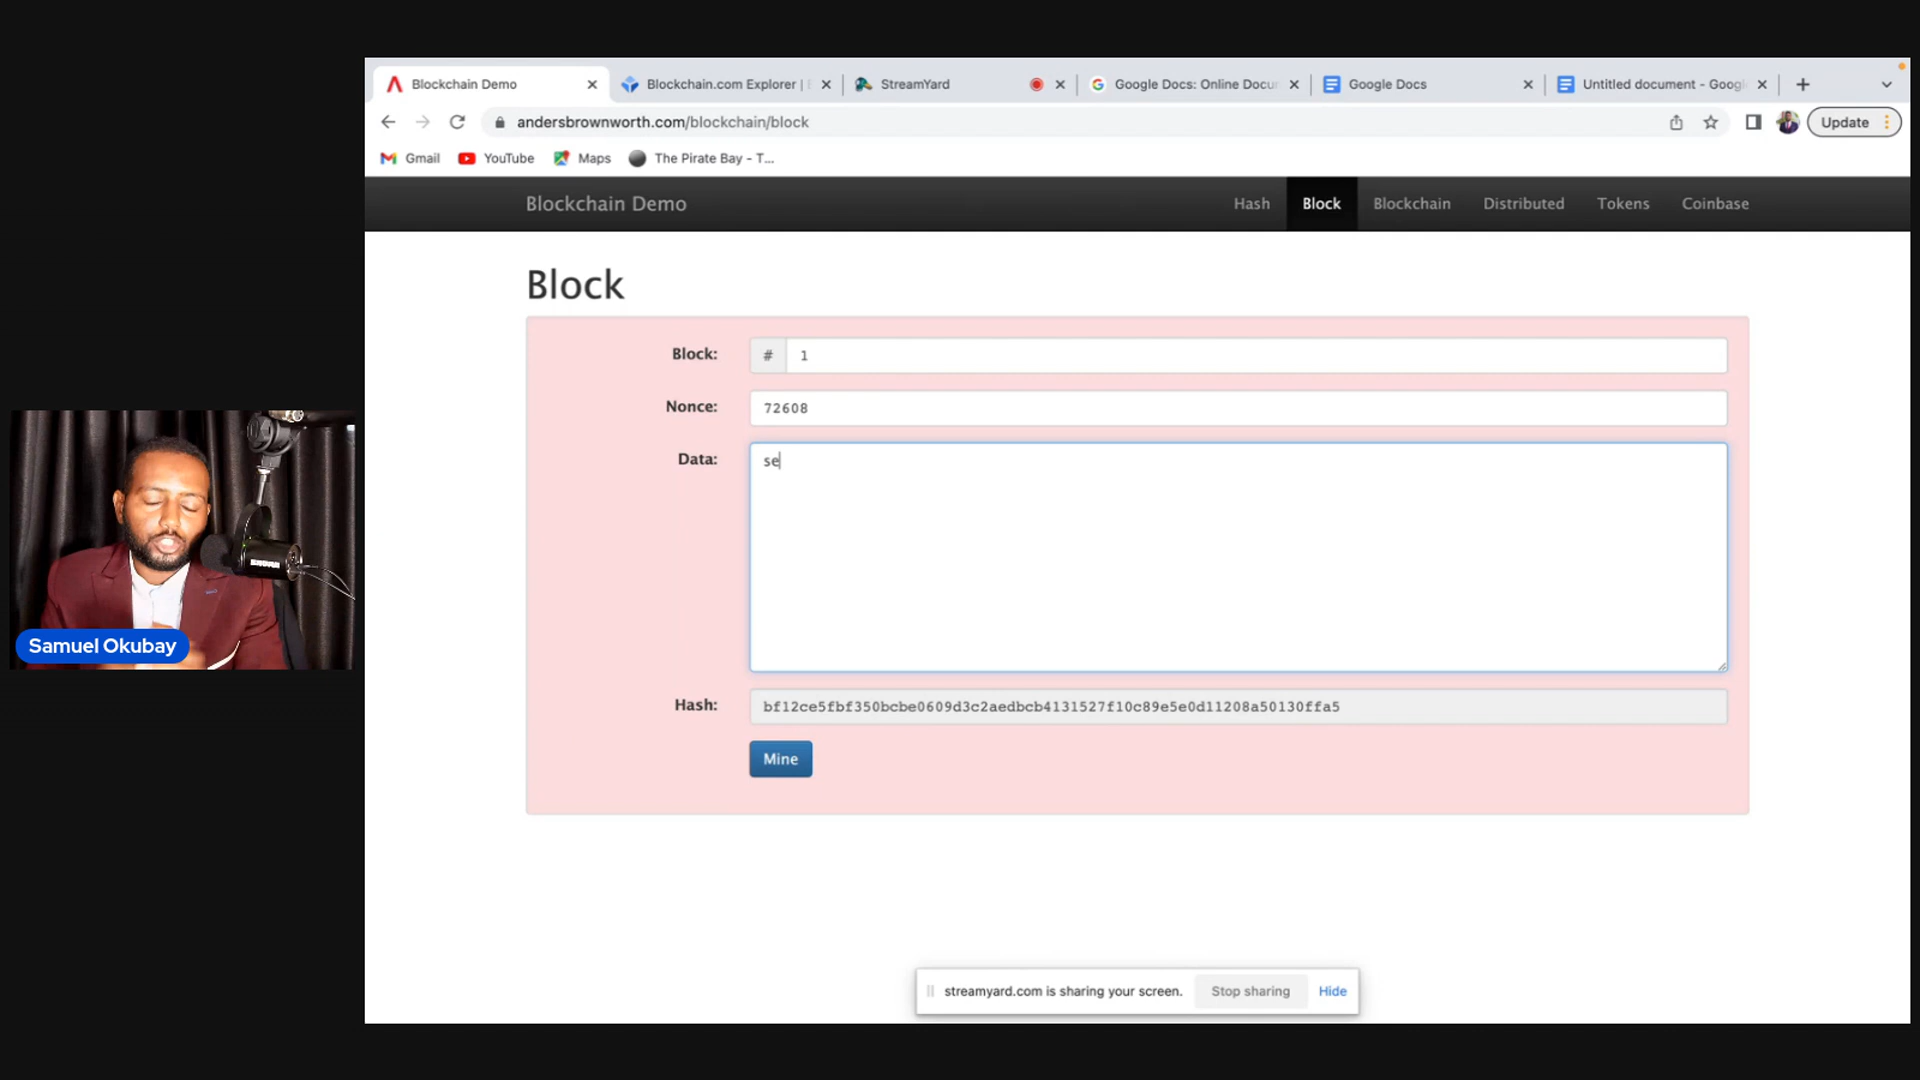 Blockchain Demo
Blockchain.com Explorer |
StreamYard
Google Docs: Online Docu
Google Docs
Untitled document - Googl
andersbrownworth.com/blockchain/block
Update
Gmail
YouTube
Maps
The Pirate Bay - T...
Blockchain Demo
Hash
Block
Blockchain
Distributed
Tokens
Coinbase
Block
Block: # 1
Nonce: 72608
Data: se
Hash: bf12ce5fbf350bcbe0609d3c2aedbcb4131527f10c89e5e0d11208a50130ffa5
Mine
Samuel Okubay
streamyard.com is sharing your screen. Stop sharing Hide